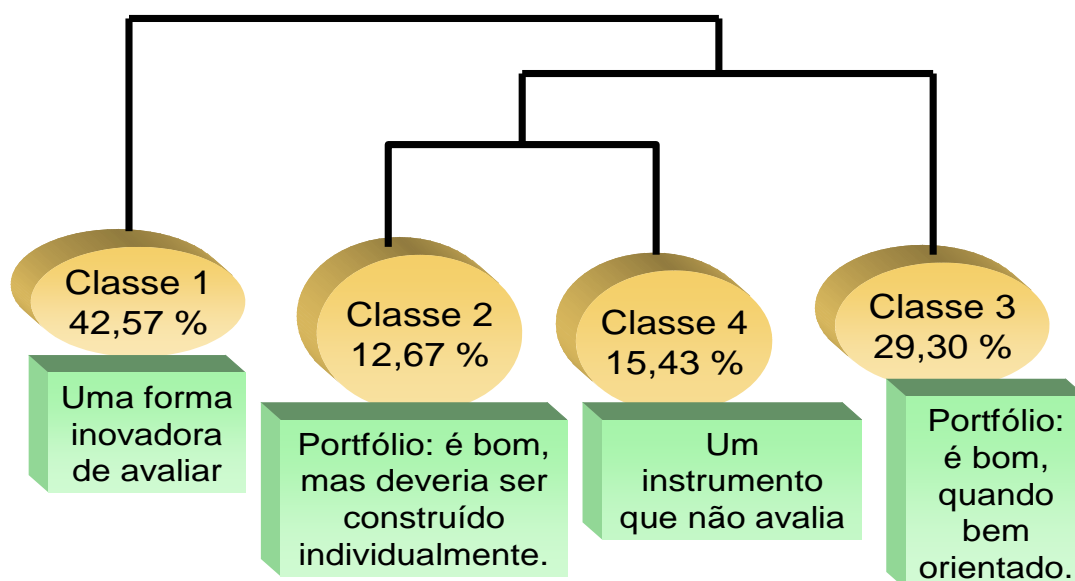 Classe 1
42,57 %
Uma forma
inovadora
de avaliar
Classe 2
12,67 %
Portfólio: é bom,
mas deveria ser
construído
individualmente.
Classe 4
15,43 %
Um
instrumento
que não avalia
Classe 3
29,30 %
Portfólio:
é bom,
quando
bem
orientado.